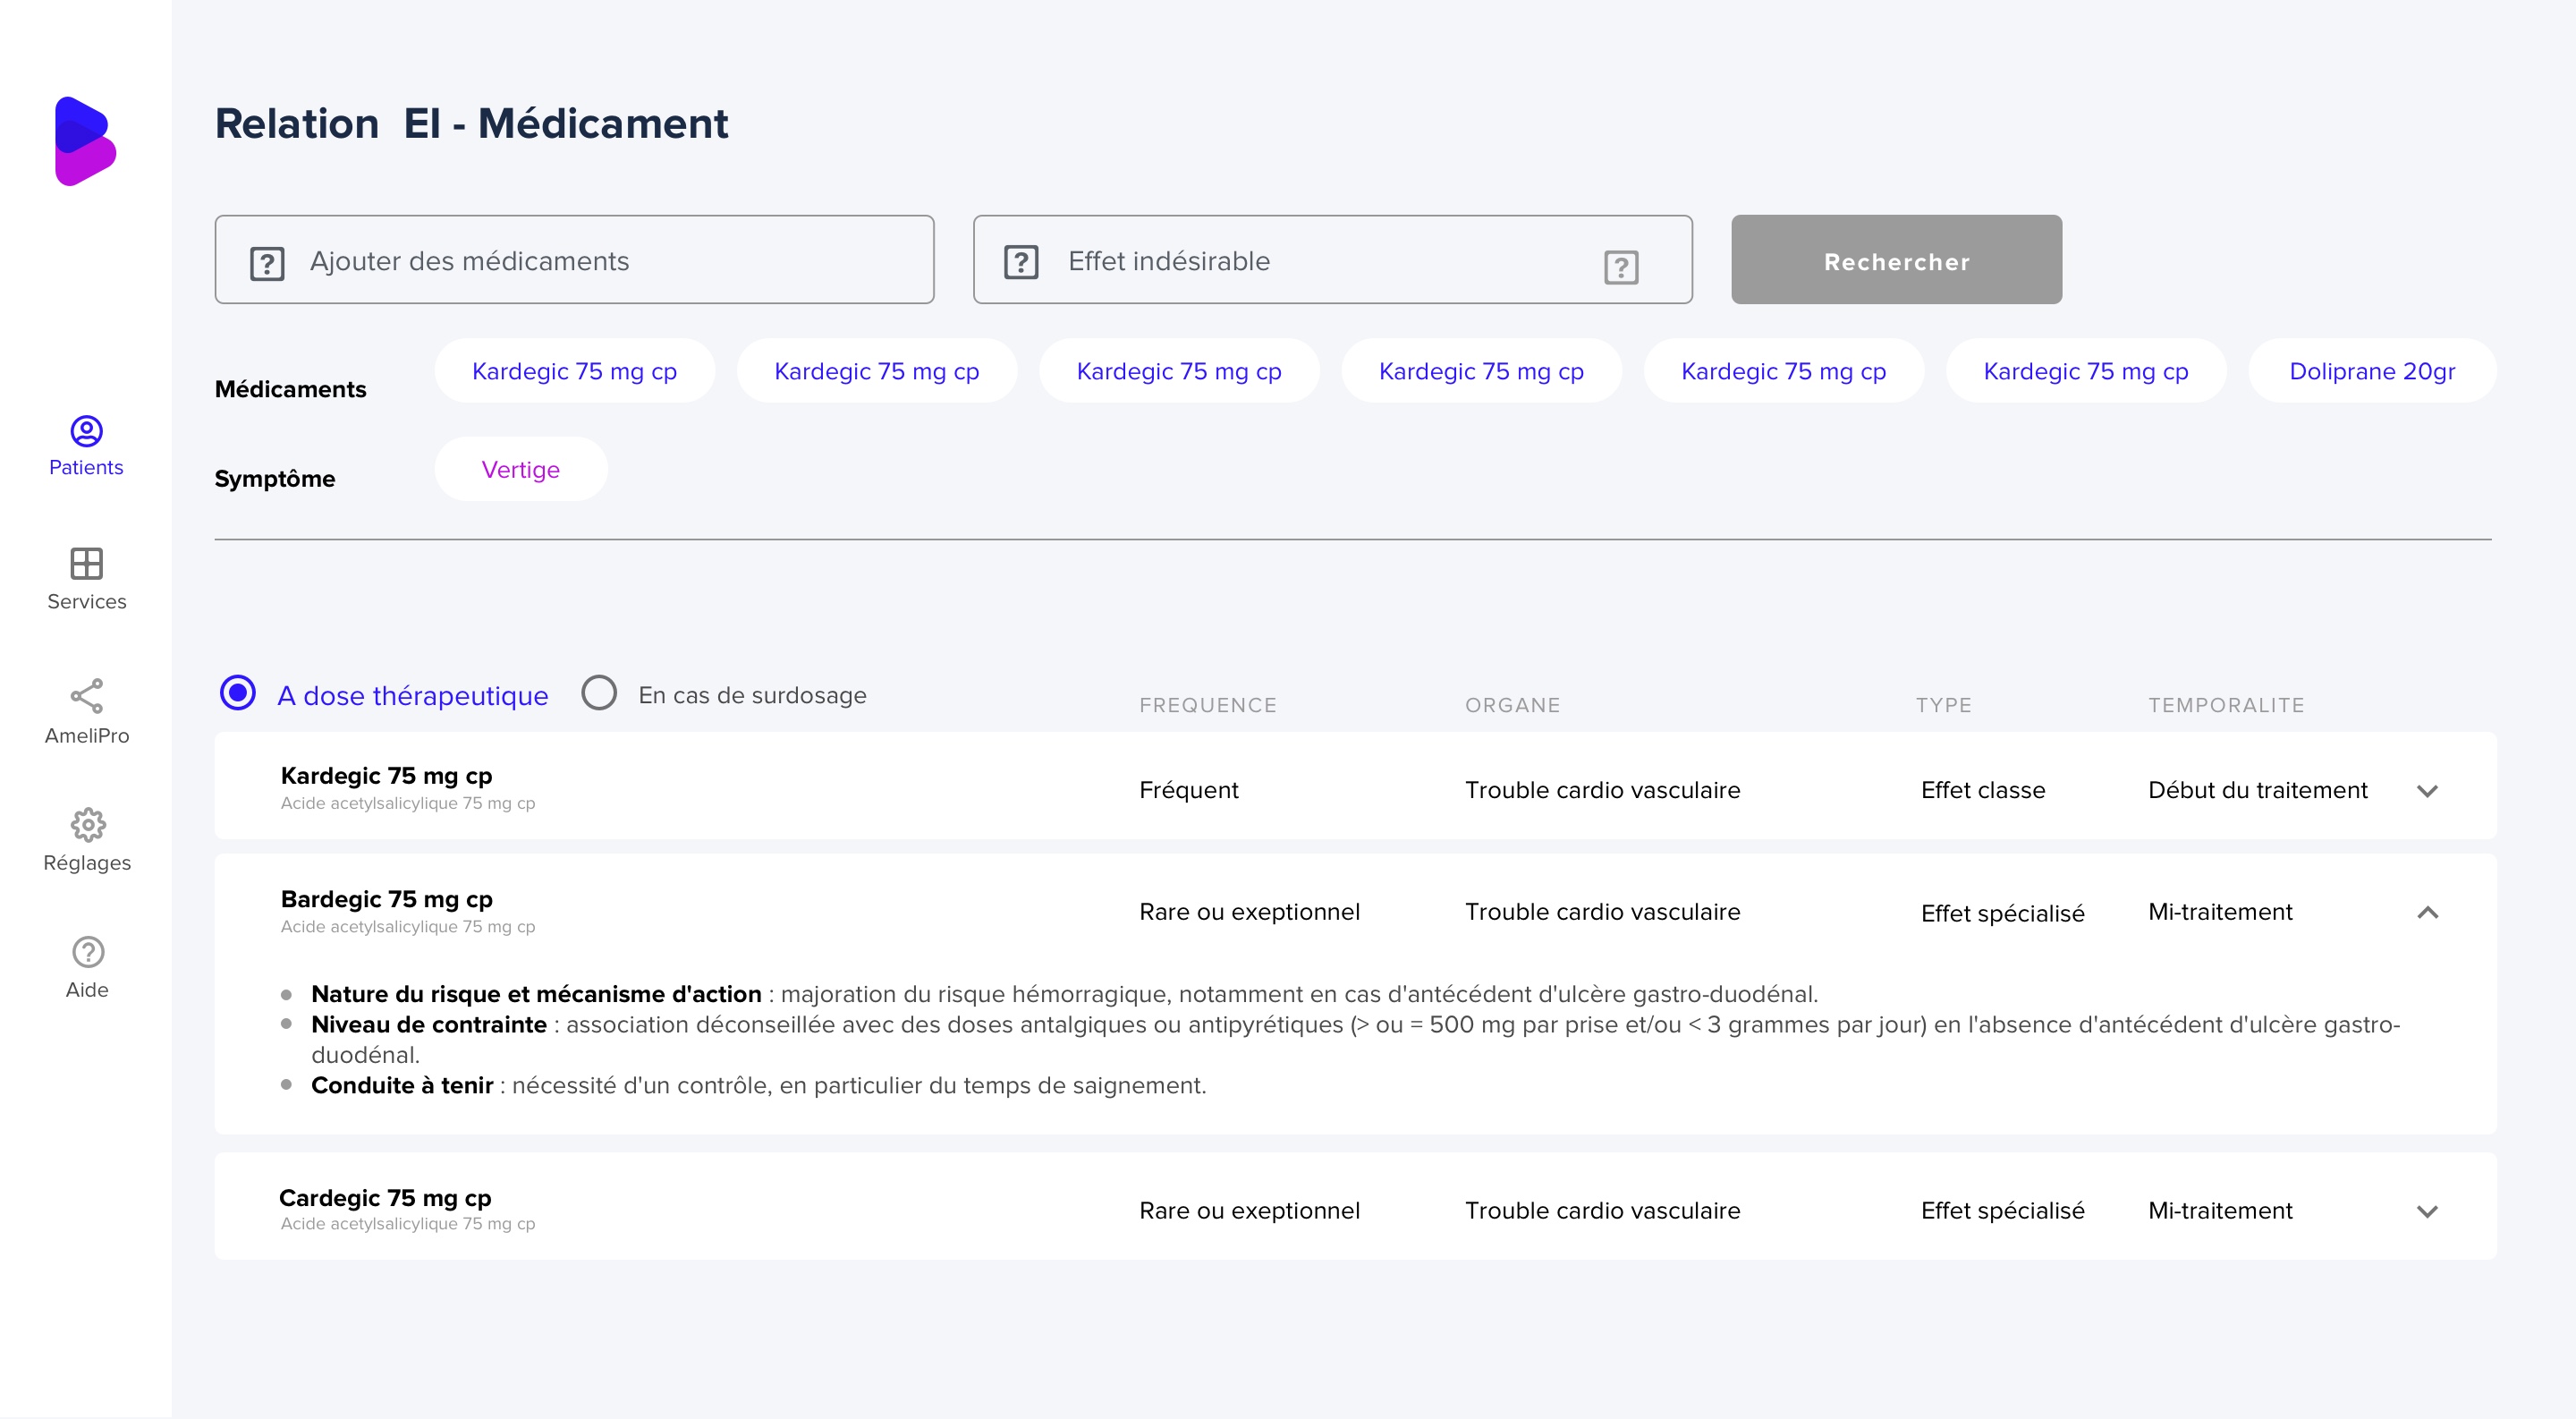 Relation  EI - Médicament
Ajouter des médicaments
Effet indésirable
Rechercher
Médicaments
Kardegic 75 mg cp
Kardegic 75 mg cp
Kardegic 75 mg cp
Kardegic 75 mg cp
Kardegic 75 mg cp
Kardegic 75 mg cp
Doliprane 20gr
Symptôme
Vertige
Patients
Services
AmeliPro
Réglages
Aide
A dose thérapeutique
En cas de surdosage
FREQUENCE
ORGANE
TYPE
TEMPORALITE
Kardegic 75 mg cp
Acide acetylsalicylique 75 mg cp
Fréquent
Trouble cardio vasculaire
Effet classe
Début du traitement
Bardegic 75 mg cp
Acide acetylsalicylique 75 mg cp
Rare ou exeptionnel
Trouble cardio vasculaire
Effet spécialisé
Mi-traitement
Nature du risque et mécanisme d'action : majoration du risque hémorragique, notamment en cas d'antécédent d'ulcère gastro-duodénal.
Niveau de contrainte : association déconseillée avec des doses antalgiques ou antipyrétiques (> ou = 500 mg par prise et/ou < 3 grammes par jour) en l'absence d'antécédent d'ulcère gastro-
duodénal.
Conduite à tenir : nécessité d'un contrôle, en particulier du temps de saignement.
Cardegic 75 mg cp
Acide acetylsalicylique 75 mg cp
Rare ou exeptionnel
Trouble cardio vasculaire
Effet spécialisé
Mi-traitement